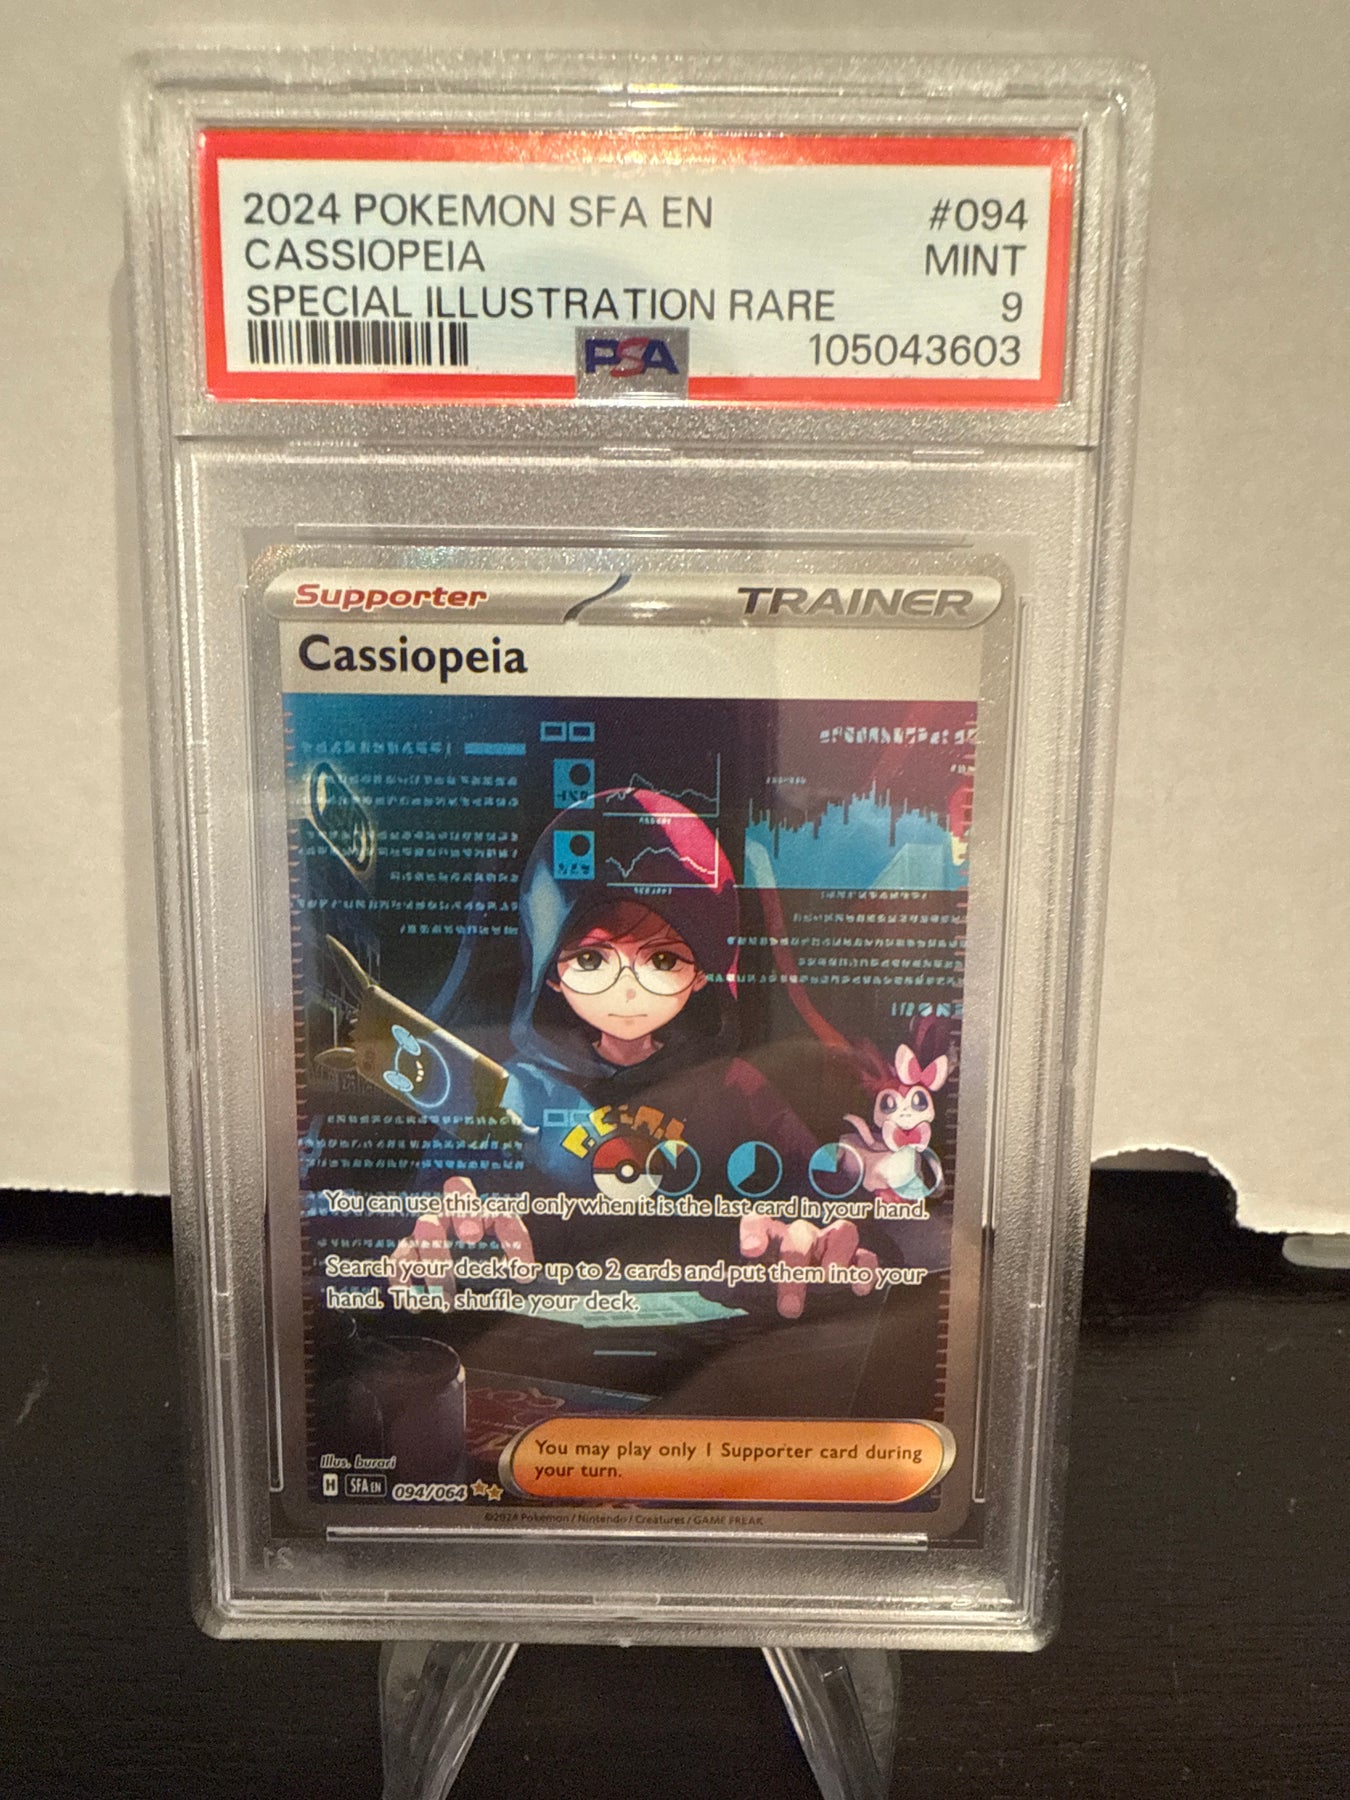 2024 POKEMON SFA EN #094
CASSIOPEIA MINT
SPECIAL ILLUSTRATION RARE 9
PSA 105043603
Supporter TRAINER
Cassiopeia
You can use this card only when it is the last card in your hand.
Search your deck for up to 2 cards and put them into your
hand. Then, shuffle your deck.
You may play only 1 Supporter card during
your turn.
Illus. burari
H SFA EN 094/064
©2024 Pokémon / Nintendo / Creatures / GAME FREAK